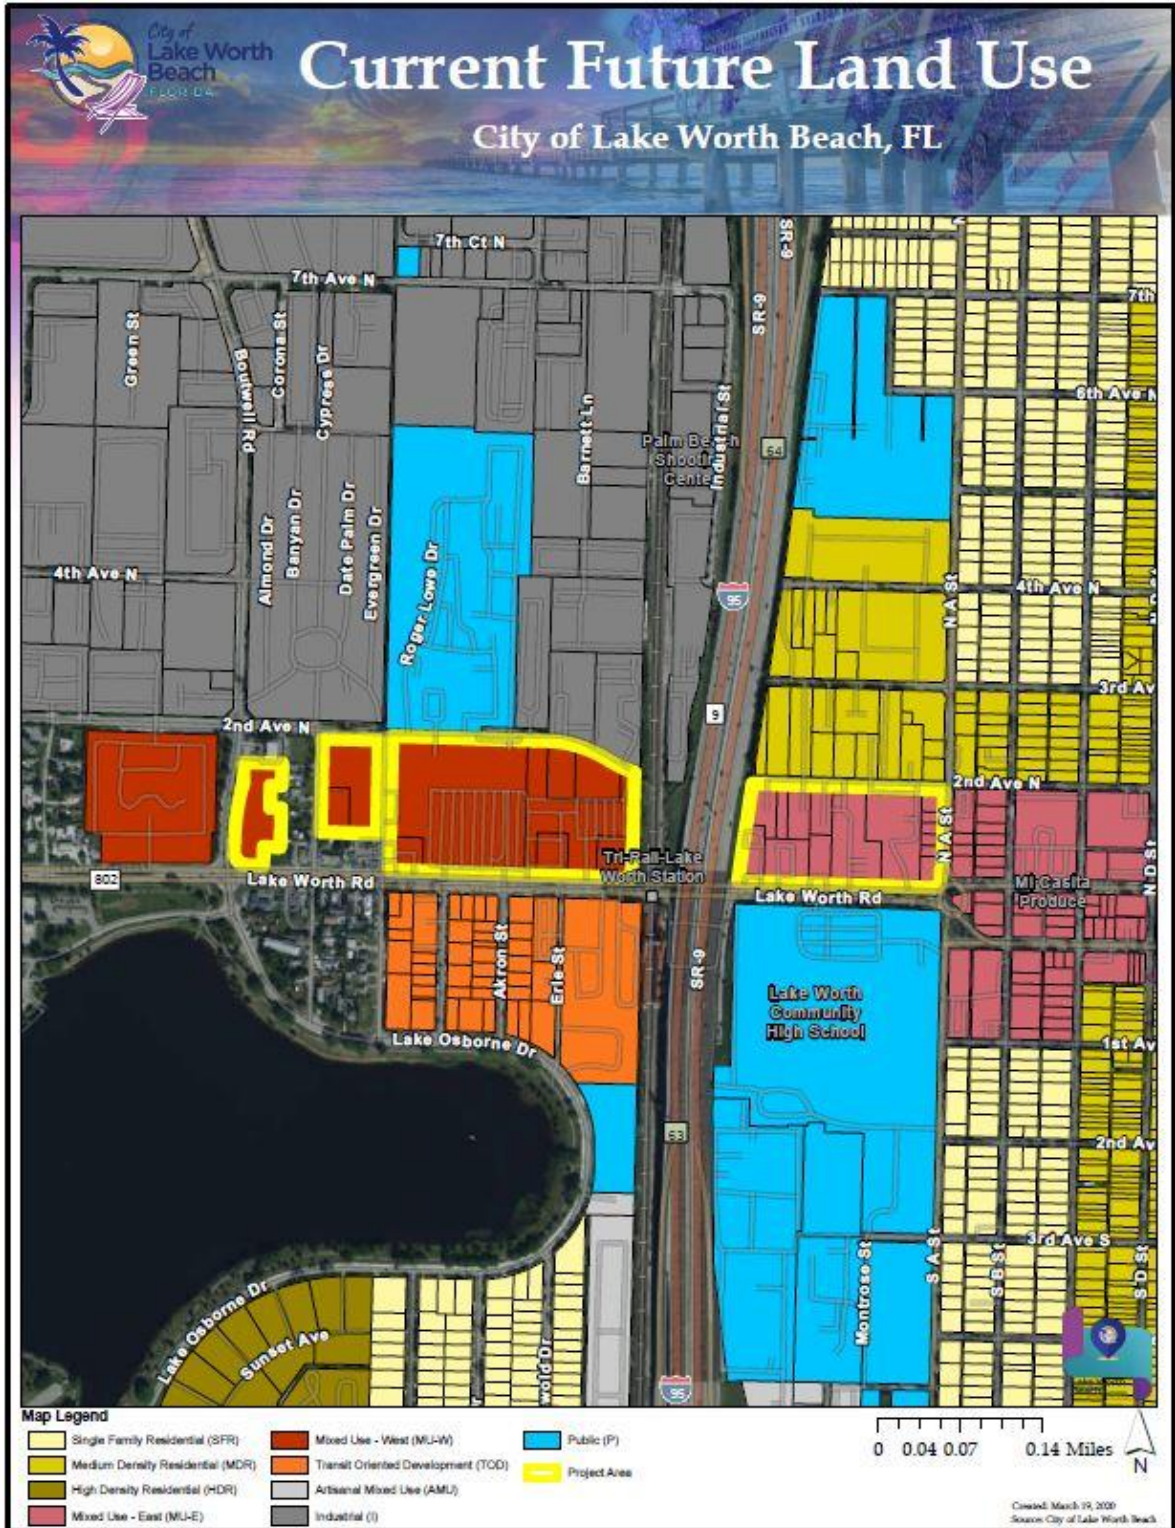 City of
Lake Worth
Beach
FLORIDA
Current Future Land Use
City of Lake Worth Beach, FL
7th Ct N
7th Ave N
SR-9
SR-9
7th
Green St
Boutwell Rd
Corona St
Cypress Dr
Barnett Ln
Industrial St
6th Ave N
Palm Beach
Shooting
Center
64
Almond Dr
Banyan Dr
Date Palm Dr
Evergreen Dr
Roger Lowe Dr
4th Ave N
95
N A St
4th Ave N
9
3rd Av
2nd Ave N
2nd Ave N
N A St
N D St
802
Lake Worth Rd
Tri-Rail-Lake
Worth Station
Lake Worth Rd
Mi Casita
Produce
Akron St
Erie St
SR-9
Lake Worth
Community
High School
Lake Osborne Dr
1st Av
63
2nd Av
3rd Ave S
Montrose St
S A St
S B St
S D St
Lake Osborne Dr
Sunset Ave
wold Dr
95
Map Legend
Single Family Residential (SFR)
Medium Density Residential (MDR)
High Density Residential (HDR)
Mixed Use - East (MU-E)
Mixed Use - West (MU-W)
Transit Oriented Development (TOD)
Artisanal Mixed Use (AMU)
Industrial (I)
Public (P)
Project Area
0 0.04 0.07 0.14 Miles
N
Created: March 19, 2020
Source: City of Lake Worth Beach